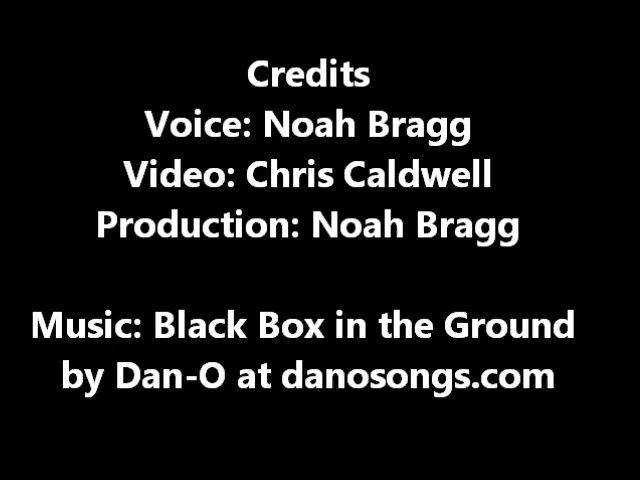 Credits
Voice: Noah Bragg
Video: Chris Caldwell
Production: Noah Bragg
Music: Black Box in the Ground
by Dan-O at danosongs.com